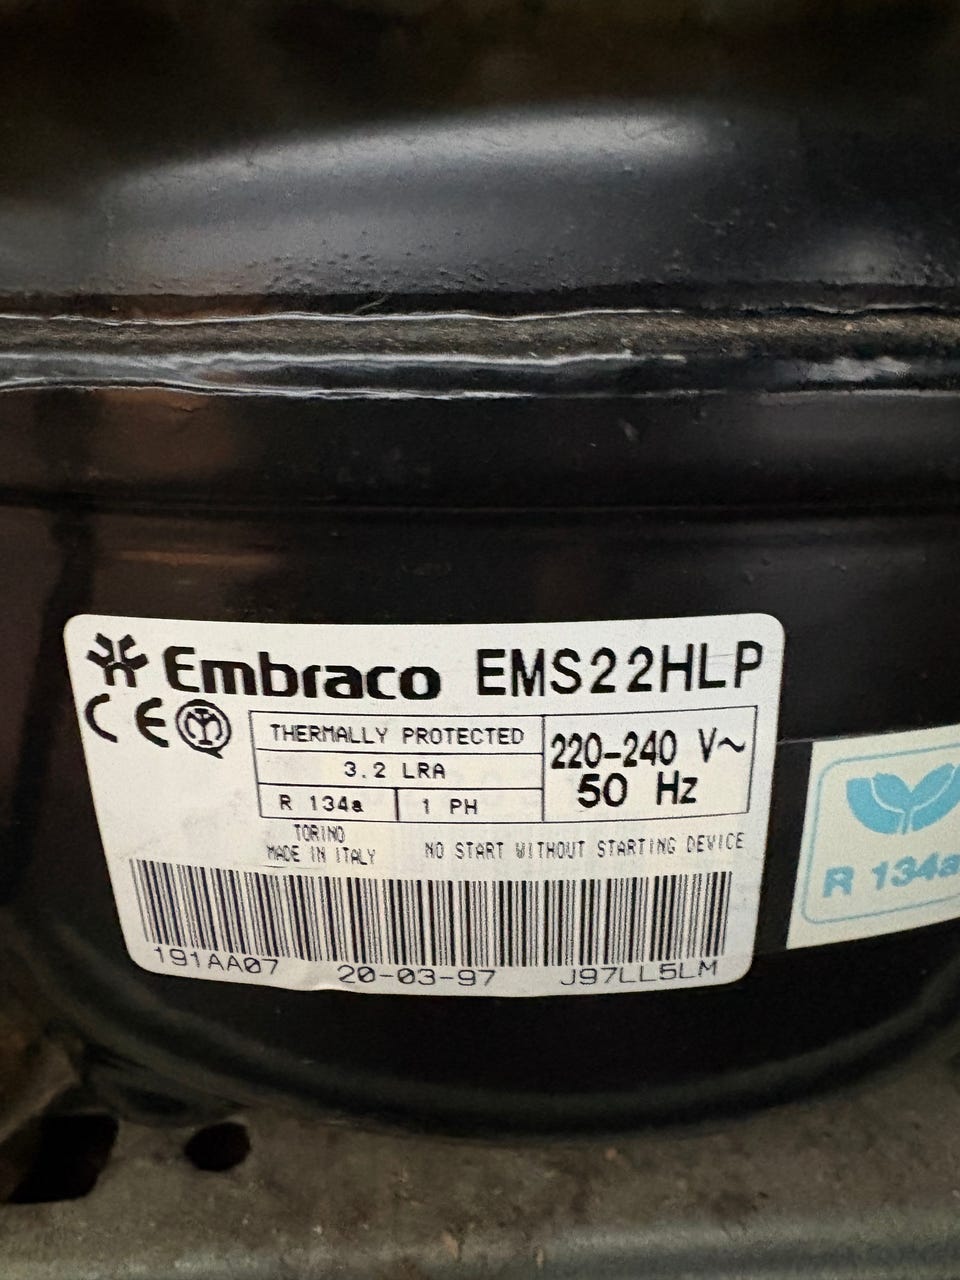 Embraco EMS22HLP
CE
THERMALLY PROTECTED
3.2 LRA
R 134a
1 PH
220-240 V~
50 Hz
TORINO
MADE IN ITALY
NO START WITHOUT STARTING DEVICE
191AA07
20-03-97
J97LL5LM
R 134a